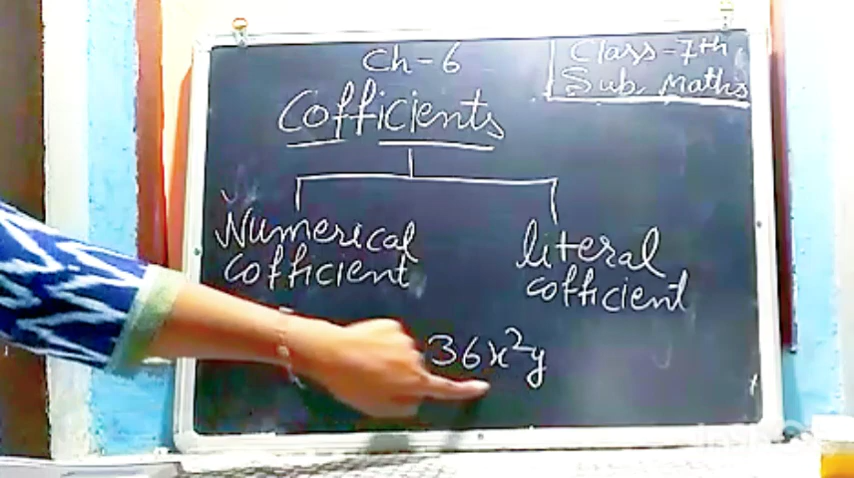 Ch-6
Class-7th
Sub Maths
Cofficients
Numerical
cofficient
literal
cofficient
36x²y